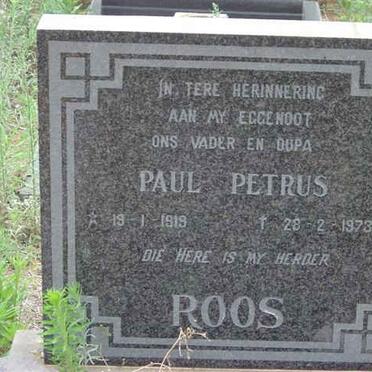 IN TERE HERINNERING
AAN MY EGGENOOT
ONS VADER EN OUPA
PAUL PETRUS
* 19-1-1919 † 28-2-1973
DIE HERE IS MY HERDER
ROOS